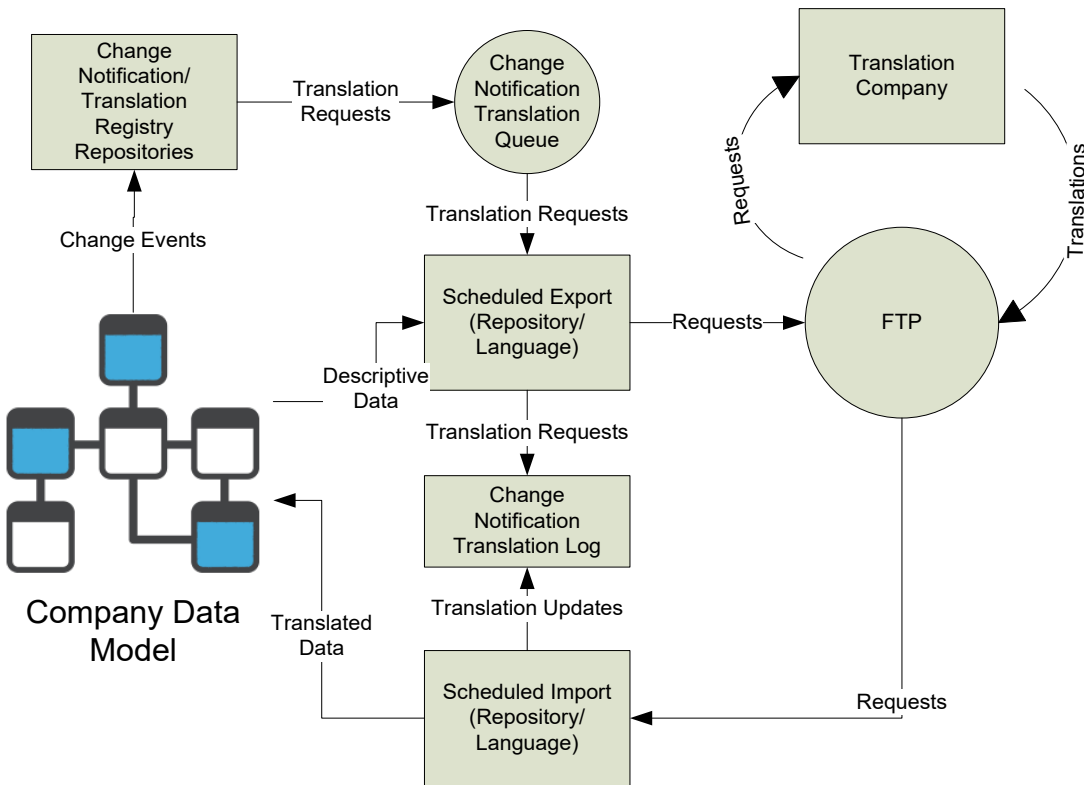 Change
Notification/
Translation
Registry
Repositories
Translation
Requests
Change
Notification
Translation
Queue
Translation
Company
Requests
Translations
Change Events
Translation Requests
Scheduled Export
(Repository/
Language)
Requests
FTP
Descriptive
Data
Translation Requests
Change
Notification
Translation Log
Company Data
Model
Translated
Data
Translation Updates
Scheduled Import
(Repository/
Language)
Requests